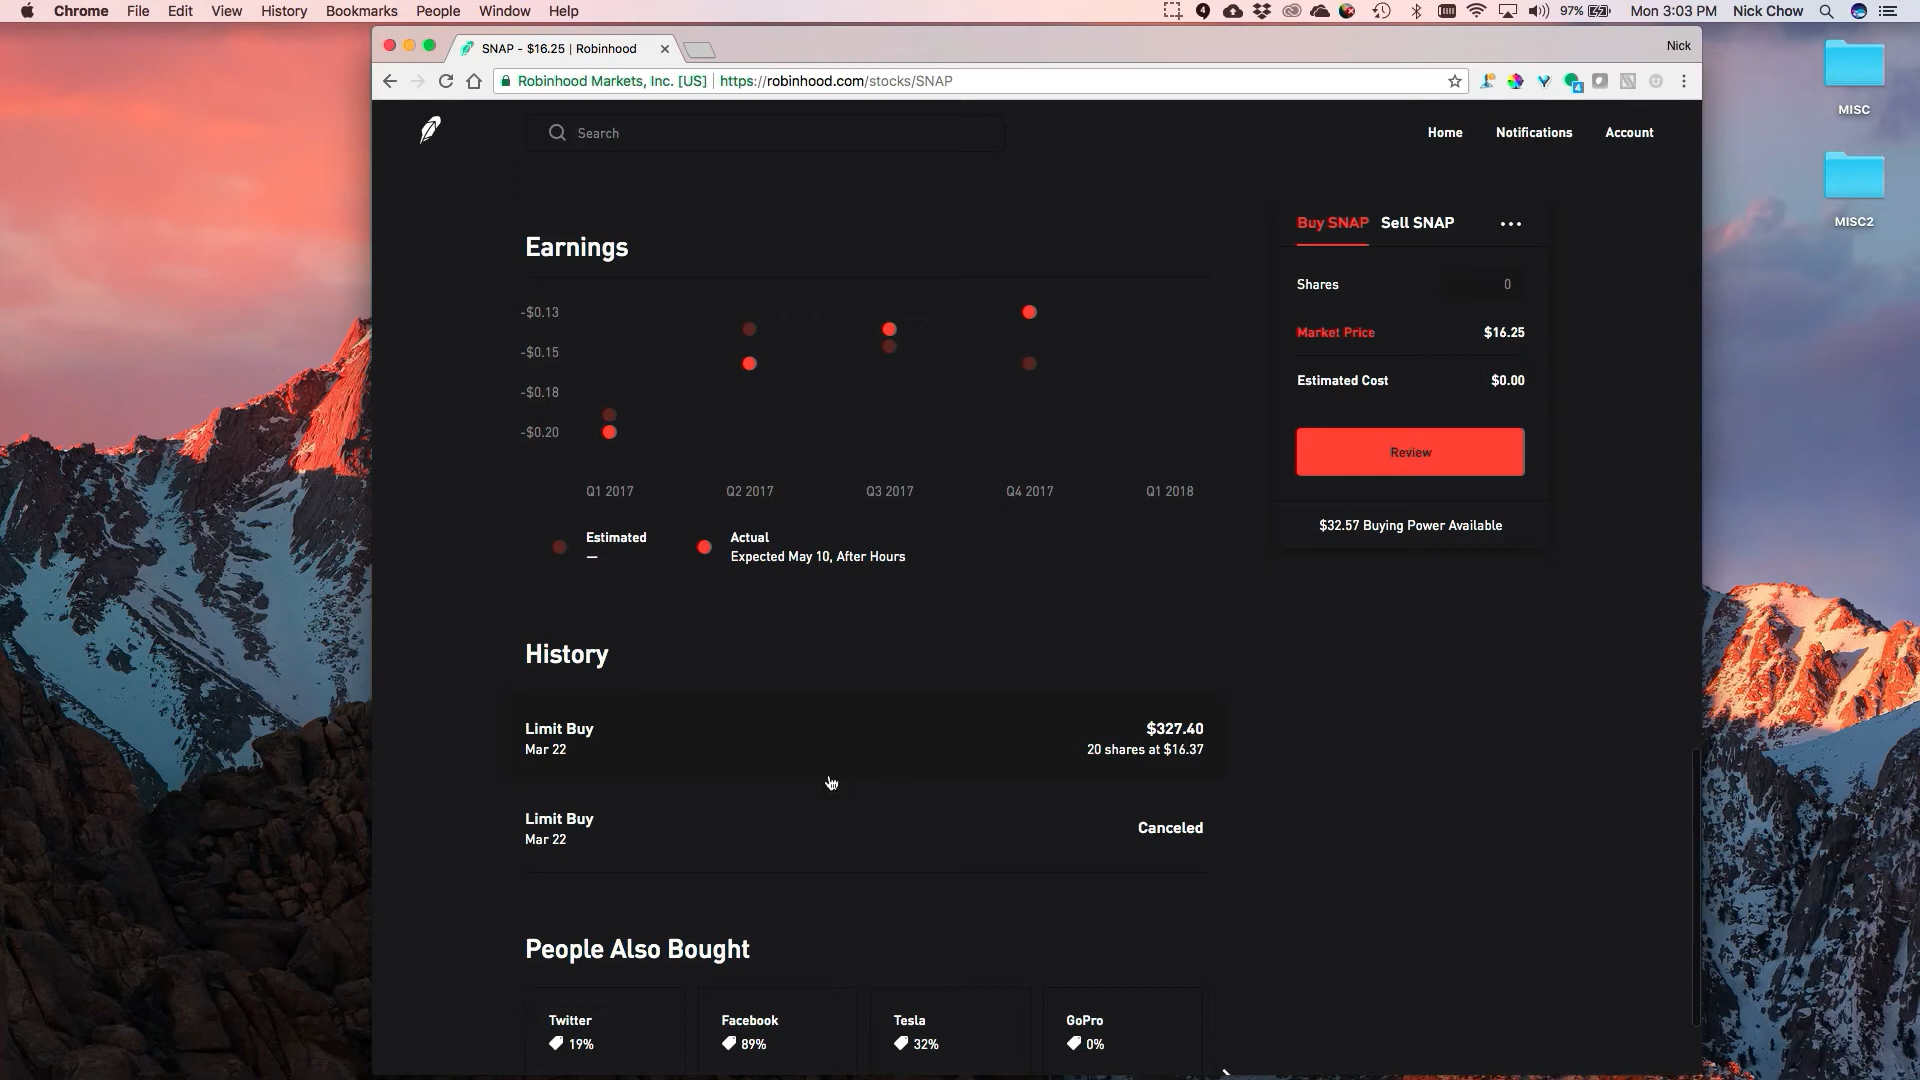 Chrome File Edit View History Bookmarks People Window Help
97% Mon 3:03 PM Nick Chow
SNAP - $16.25 | Robinhood
Nick
Robinhood Markets, Inc. [US] | https://robinhood.com/stocks/SNAP
4
MISC
MISC2
Search
Home Notifications Account
Earnings
-$0.13
-$0.15
-$0.18
-$0.20
Q1 2017 Q2 2017 Q3 2017 Q4 2017 Q1 2018
Estimated
—
Actual
Expected May 10, After Hours
Buy SNAP Sell SNAP
Shares 0
Market Price $16.25
Estimated Cost $0.00
Review
$32.57 Buying Power Available
History
Limit Buy $327.40
Mar 22 20 shares at $16.37
Limit Buy
Mar 22
Canceled
People Also Bought
Twitter
19%
Facebook
89%
Tesla
32%
GoPro
0%